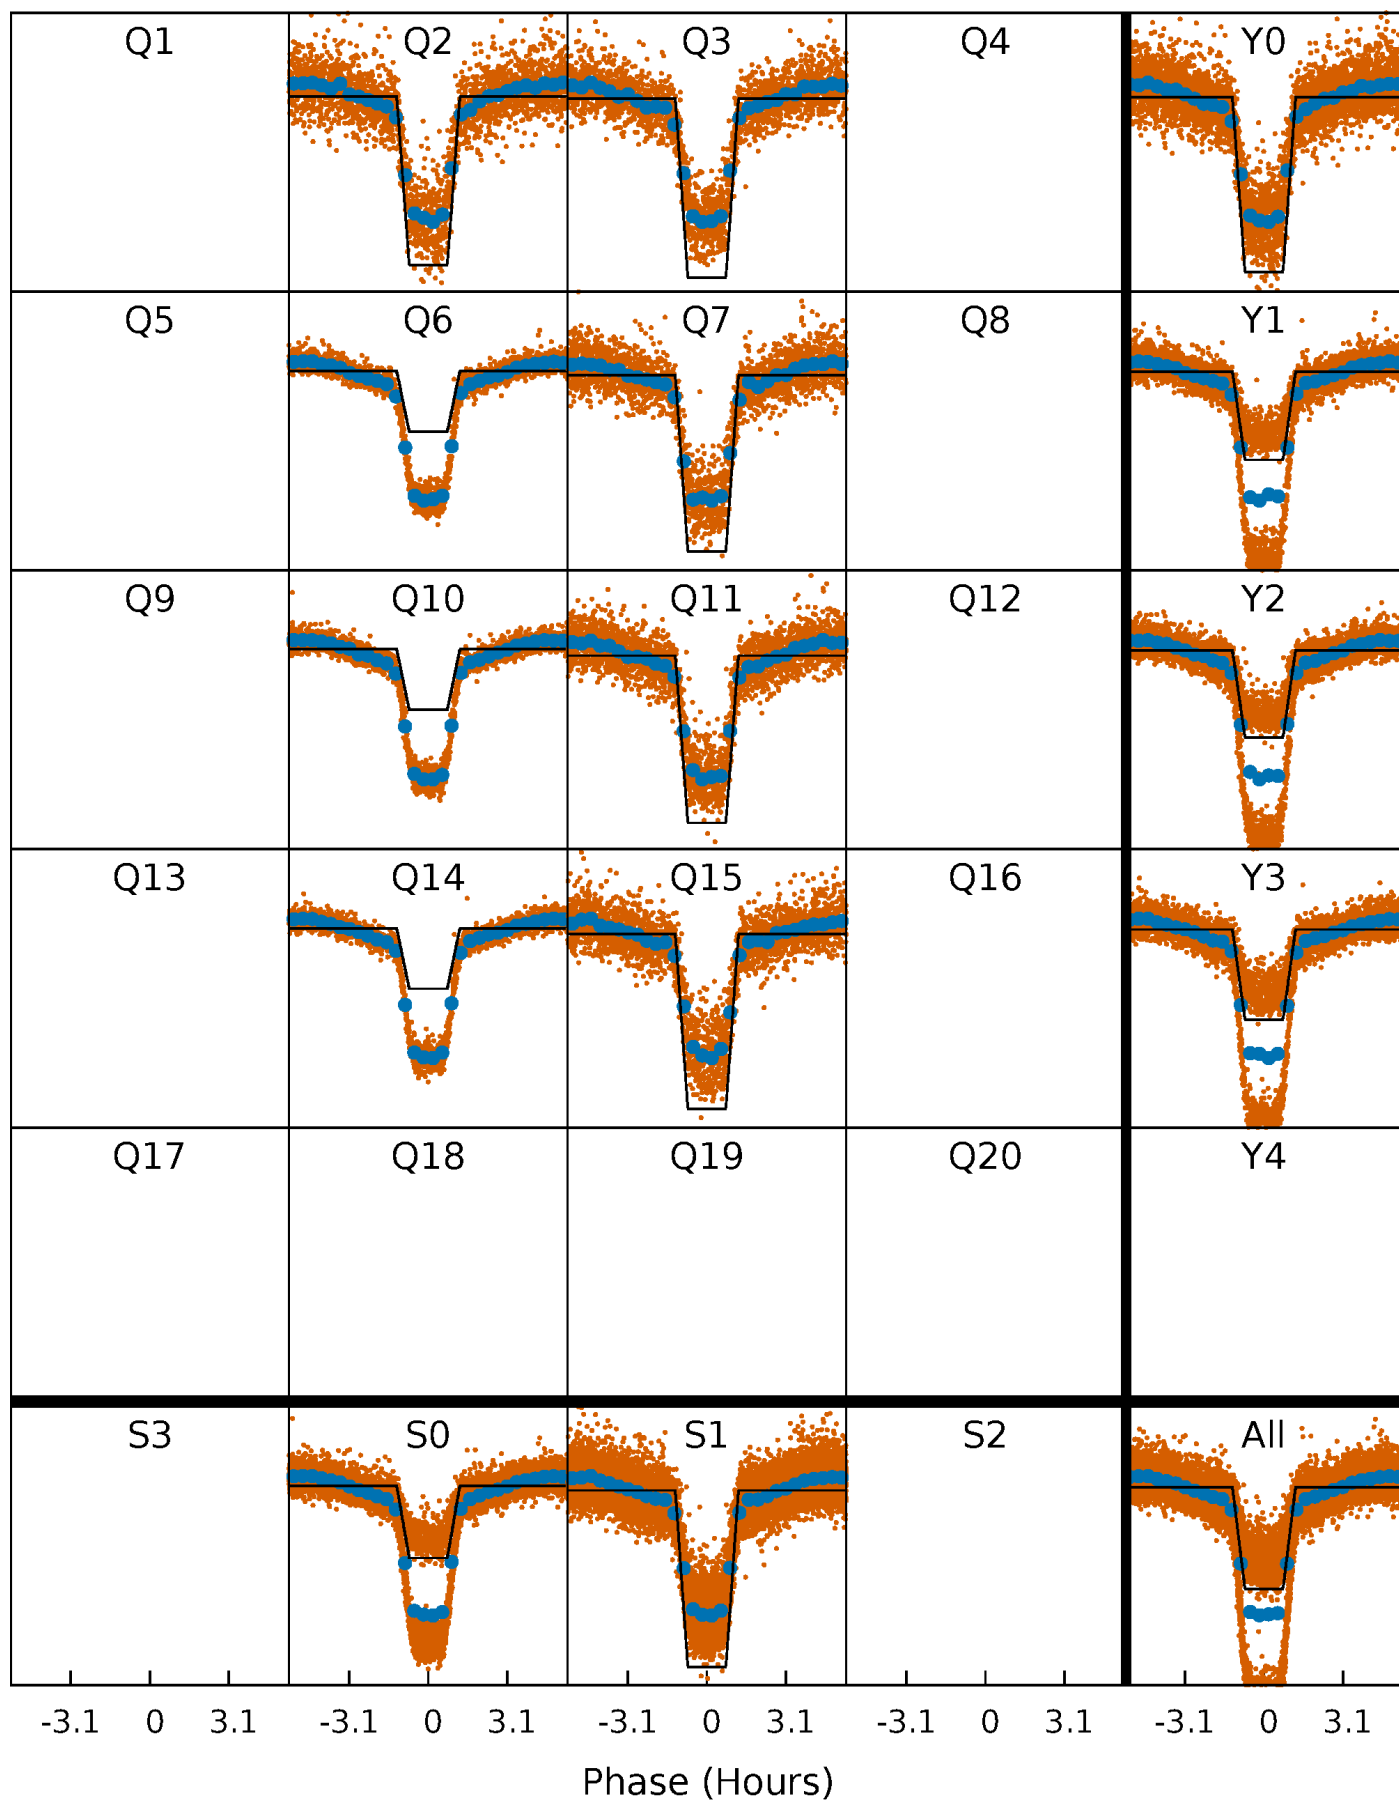 Q1 Q2 Q3 Q4 Y0
Q5 Q6 Q7 Q8 Y1
Q9 Q10 Q11 Q12 Y2
Q13 Q14 Q15 Q16 Y3
Q17 Q18 Q19 Q20 Y4
S3 S0 S1 S2 All
-3.1 0 3.1 -3.1 0 3.1 -3.1 0 3.1 -3.1 0 3.1 -3.1 0 3.1
Phase (Hours)